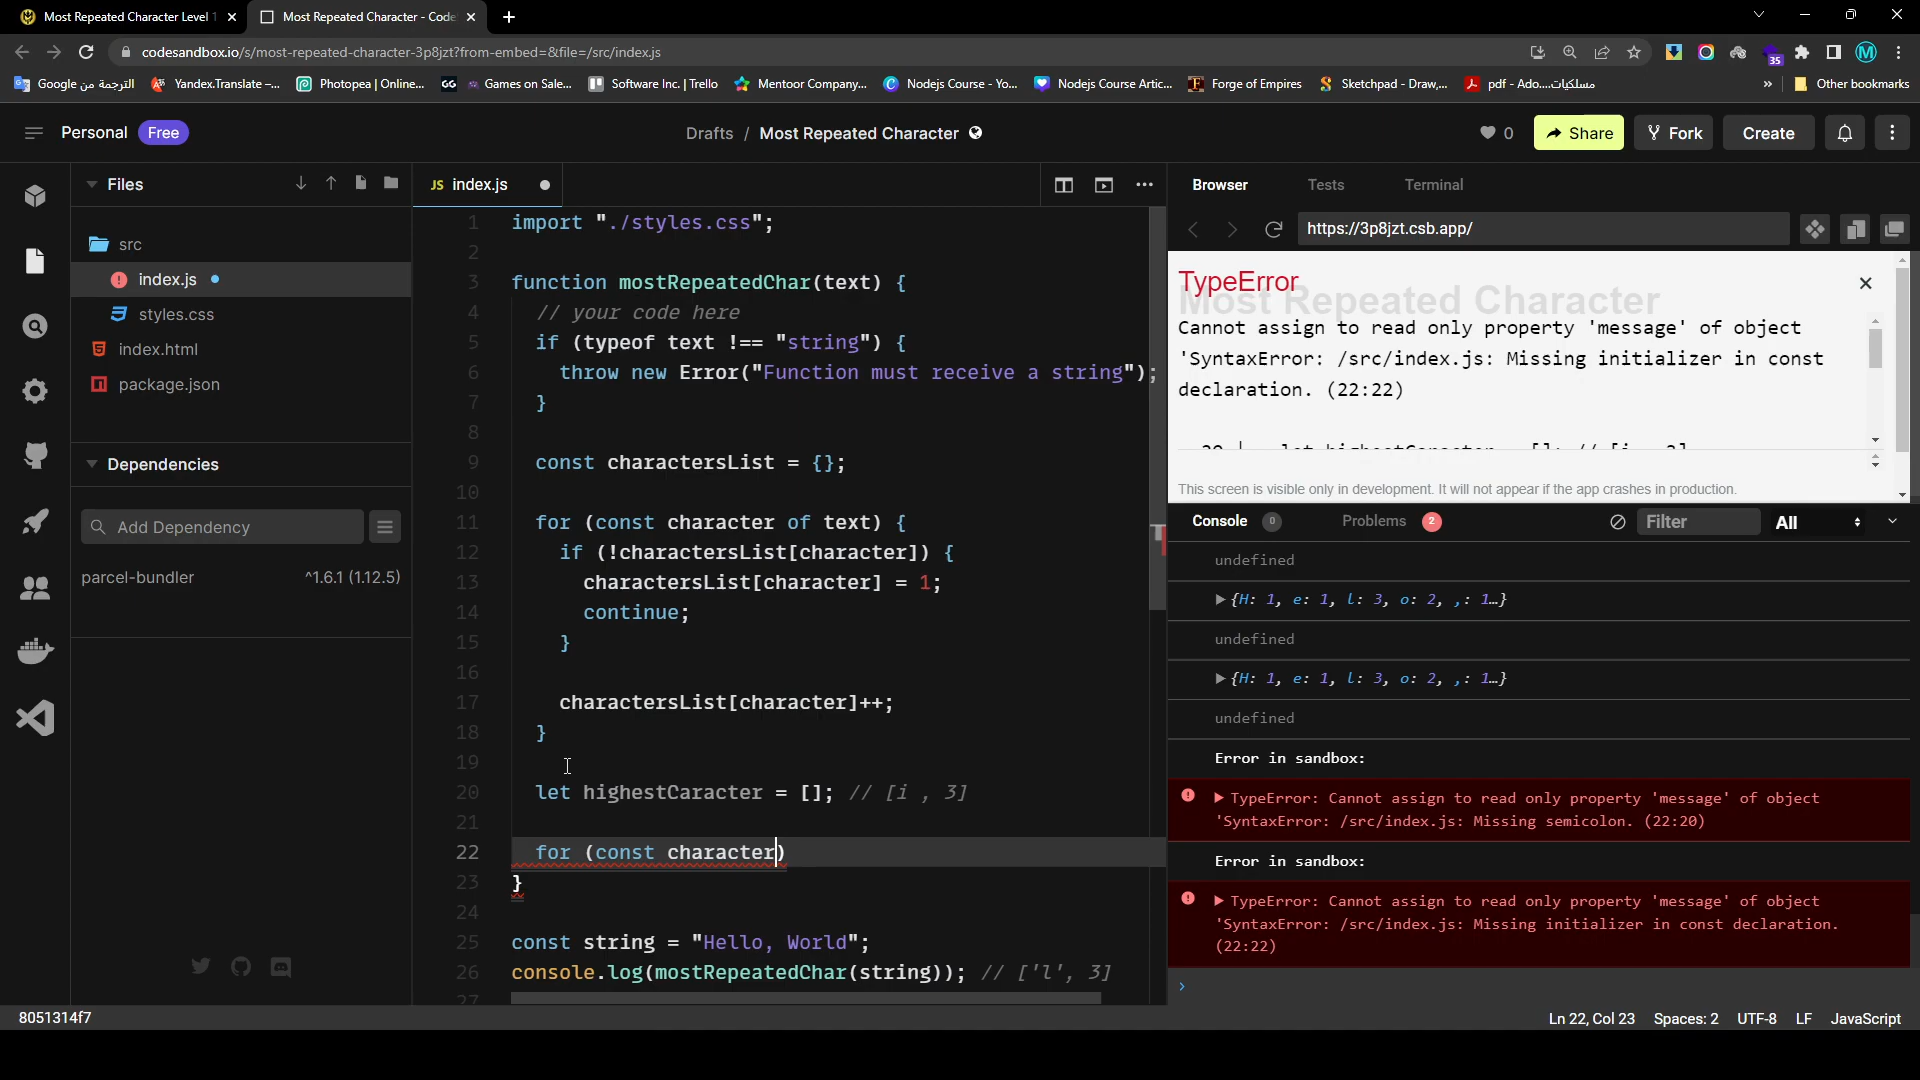 Most Repeated Character Level 1
Most Repeated Character - Code
codesandbox.io/s/most-repeated-character-3p8jzt?from-embed=&file=/src/index.js
35
M
الترجمة من Google
Yandex.Translate –...
Photopea | Online...
GG
Games on Sale...
Software Inc. | Trello
Mentoor Company...
Nodejs Course - Yo...
Nodejs Course Artic...
Forge of Empires
Sketchpad - Draw,...
مسلكيات....pdf - Ado
»
Other bookmarks
Personal
Free
Drafts / Most Repeated Character
0
Share
Fork
Create
Files
src
index.js
styles.css
index.html
package.json
Dependencies
Add Dependency
parcel-bundler ^1.6.1 (1.12.5)
JS index.js
1 import "./styles.css";
2
3 function mostRepeatedChar(text) {
4 // your code here
5 if (typeof text !== "string") {
6 throw new Error("Function must receive a string");
7 }
8
9 const charactersList = {};
10
11 for (const character of text) {
12 if (!charactersList[character]) {
13 charactersList[character] = 1;
14 continue;
15 }
16
17 charactersList[character]++;
18 }
19
20 let highestCaracter = []; // [i , 3]
21
22 for (const character)
23 }
24
25 const string = "Hello, World";
26 console.log(mostRepeatedChar(string)); // ['l', 3]
27
Browser
Tests
Terminal
https://3p8jzt.csb.app/
TypeError
Most Repeated Character
Cannot assign to read only property 'message' of object
'SyntaxError: /src/index.js: Missing initializer in const
declaration. (22:22)
This screen is visible only in development. It will not appear if the app crashes in production.
Console 0
Problems 2
Filter
All
undefined
{H: 1, e: 1, l: 3, o: 2, ,: 1…}
undefined
{H: 1, e: 1, l: 3, o: 2, ,: 1…}
undefined
Error in sandbox:
TypeError: Cannot assign to read only property 'message' of object
'SyntaxError: /src/index.js: Missing semicolon. (22:20)
Error in sandbox:
TypeError: Cannot assign to read only property 'message' of object
'SyntaxError: /src/index.js: Missing initializer in const declaration.
(22:22)
8051314f7
Ln 22, Col 23
Spaces: 2
UTF-8
LF
JavaScript